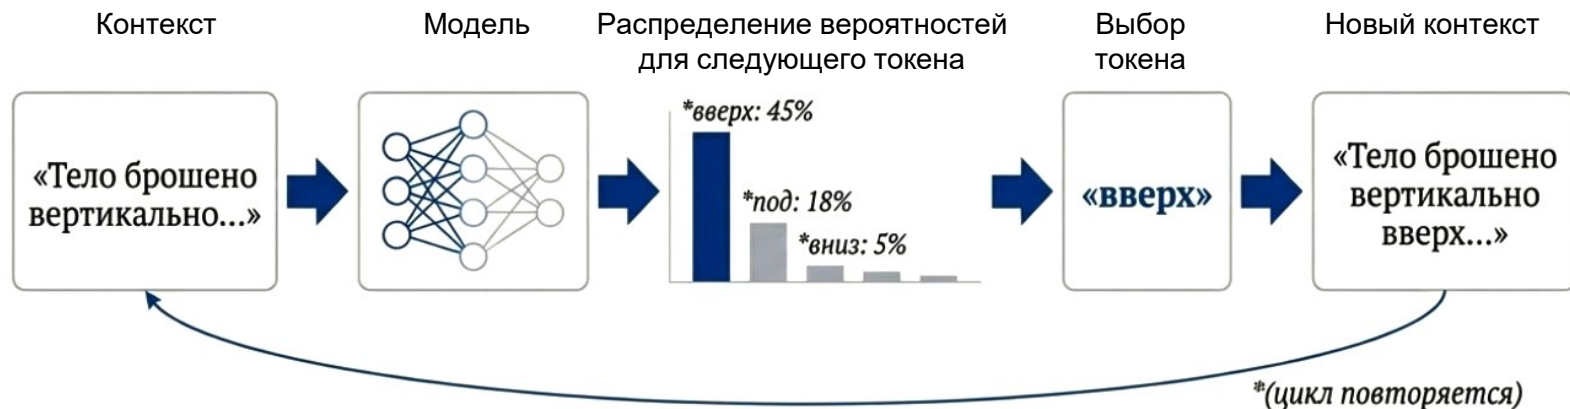 Контекст
Модель
Распределение вероятностей
для следующего токена
Выбор
токена
Новый контекст
«Тело брошено
вертикально...»
*вверх: 45%
*под: 18%
*вниз: 5%
«вверх»
«Тело брошено
вертикально
вверх...»
*(цикл повторяется)